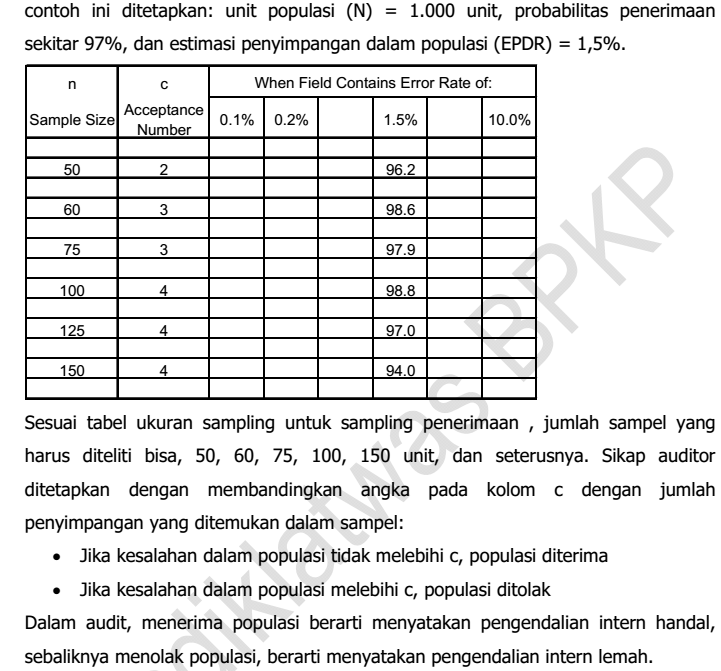 contoh ini ditetapkan: unit populasi (N) = 1.000 unit, probabilitas penerimaan
sekitar 97%, dan estimasi penyimpangan dalam populasi (EPDR) = 1,5%.
n c When Field Contains Error Rate of:
Sample Size Acceptance Number 0.1% 0.2% 1.5% 10.0%
50 2 96.2
60 3 98.6
75 3 97.9
100 4 98.8
125 4 97.0
150 4 94.0
Sesuai tabel ukuran sampling untuk sampling penerimaan , jumlah sampel yang
harus diteliti bisa, 50, 60, 75, 100, 150 unit, dan seterusnya. Sikap auditor
ditetapkan dengan membandingkan angka pada kolom c dengan jumlah
penyimpangan yang ditemukan dalam sampel:
• Jika kesalahan dalam populasi tidak melebihi c, populasi diterima
• Jika kesalahan dalam populasi melebihi c, populasi ditolak
Dalam audit, menerima populasi berarti menyatakan pengendalian intern handal,
sebaliknya menolak populasi, berarti menyatakan pengendalian intern lemah.
diklatwas BPKP